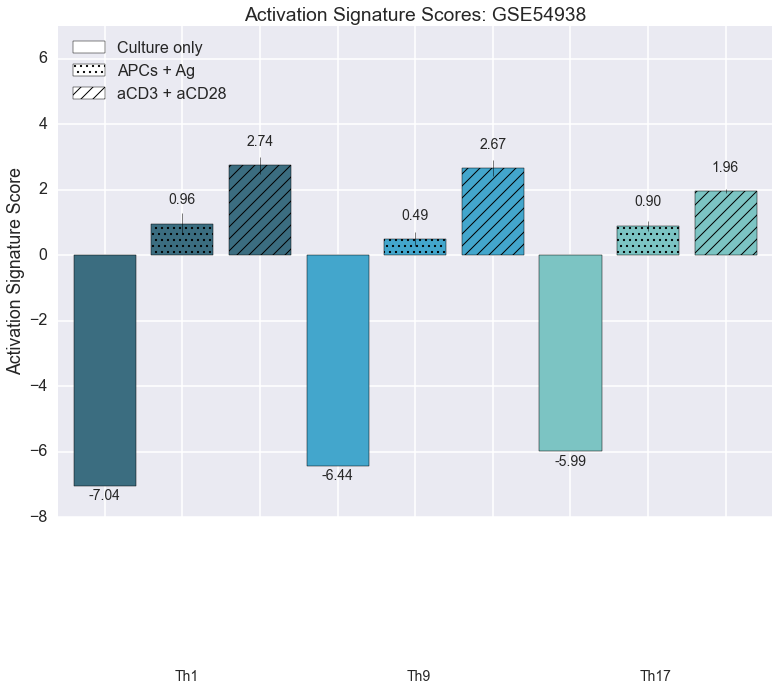 Activation Signature Scores: GSE54938
Culture only
APCs + Ag
aCD3 + aCD28
Activation Signature Score
6
4
2
0
−2
−4
−6
−8
-7.04
0.96
2.74
-6.44
0.49
2.67
-5.99
0.90
1.96
Th1
Th9
Th17